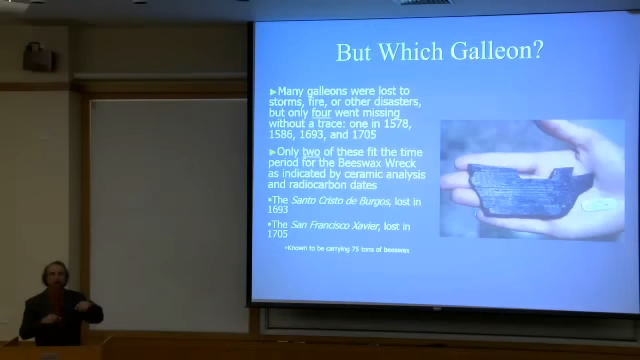 But Which Galleon?
►Many galleons were lost to
storms, fire, or other disasters,
but only four went missing
without a trace: one in 1578,
1586, 1693, and 1705
►Only two of these fit the time
period for the Beeswax Wreck
as indicated by ceramic analysis
and radiocarbon dates
▪The Santo Cristo de Burgos, lost in
1693
▪The San Francisco Xavier, lost in
1705
▪Known to be carrying 75 tons of beeswax